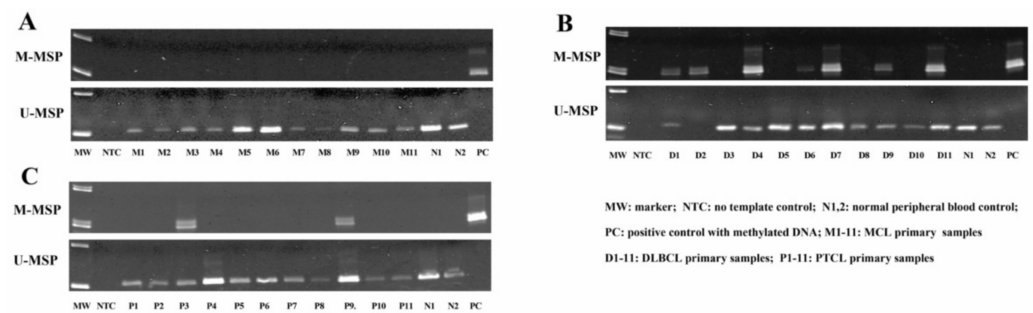 A
M-MSP
U-MSP
MW NTC M1 M2 M3 M4 M5 M6 M7 M8 M9 M10 M11 N1 N2 PC
B
M-MSP
U-MSP
MW NTC D1 D2 D3 D4 D5 D6 D7 D8 D9 D10 D11 N1 N2 PC
C
M-MSP
U-MSP
MW NTC P1 P2 P3 P4 P5 P6 P7 P8 P9. P10 P11 N1 N2 PC
MW: marker; NTC: no template control; N1,2: normal peripheral blood control;
PC: positive control with methylated DNA; M1-11: MCL primary samples
D1-11: DLBCL primary samples; P1-11: PTCL primary samples